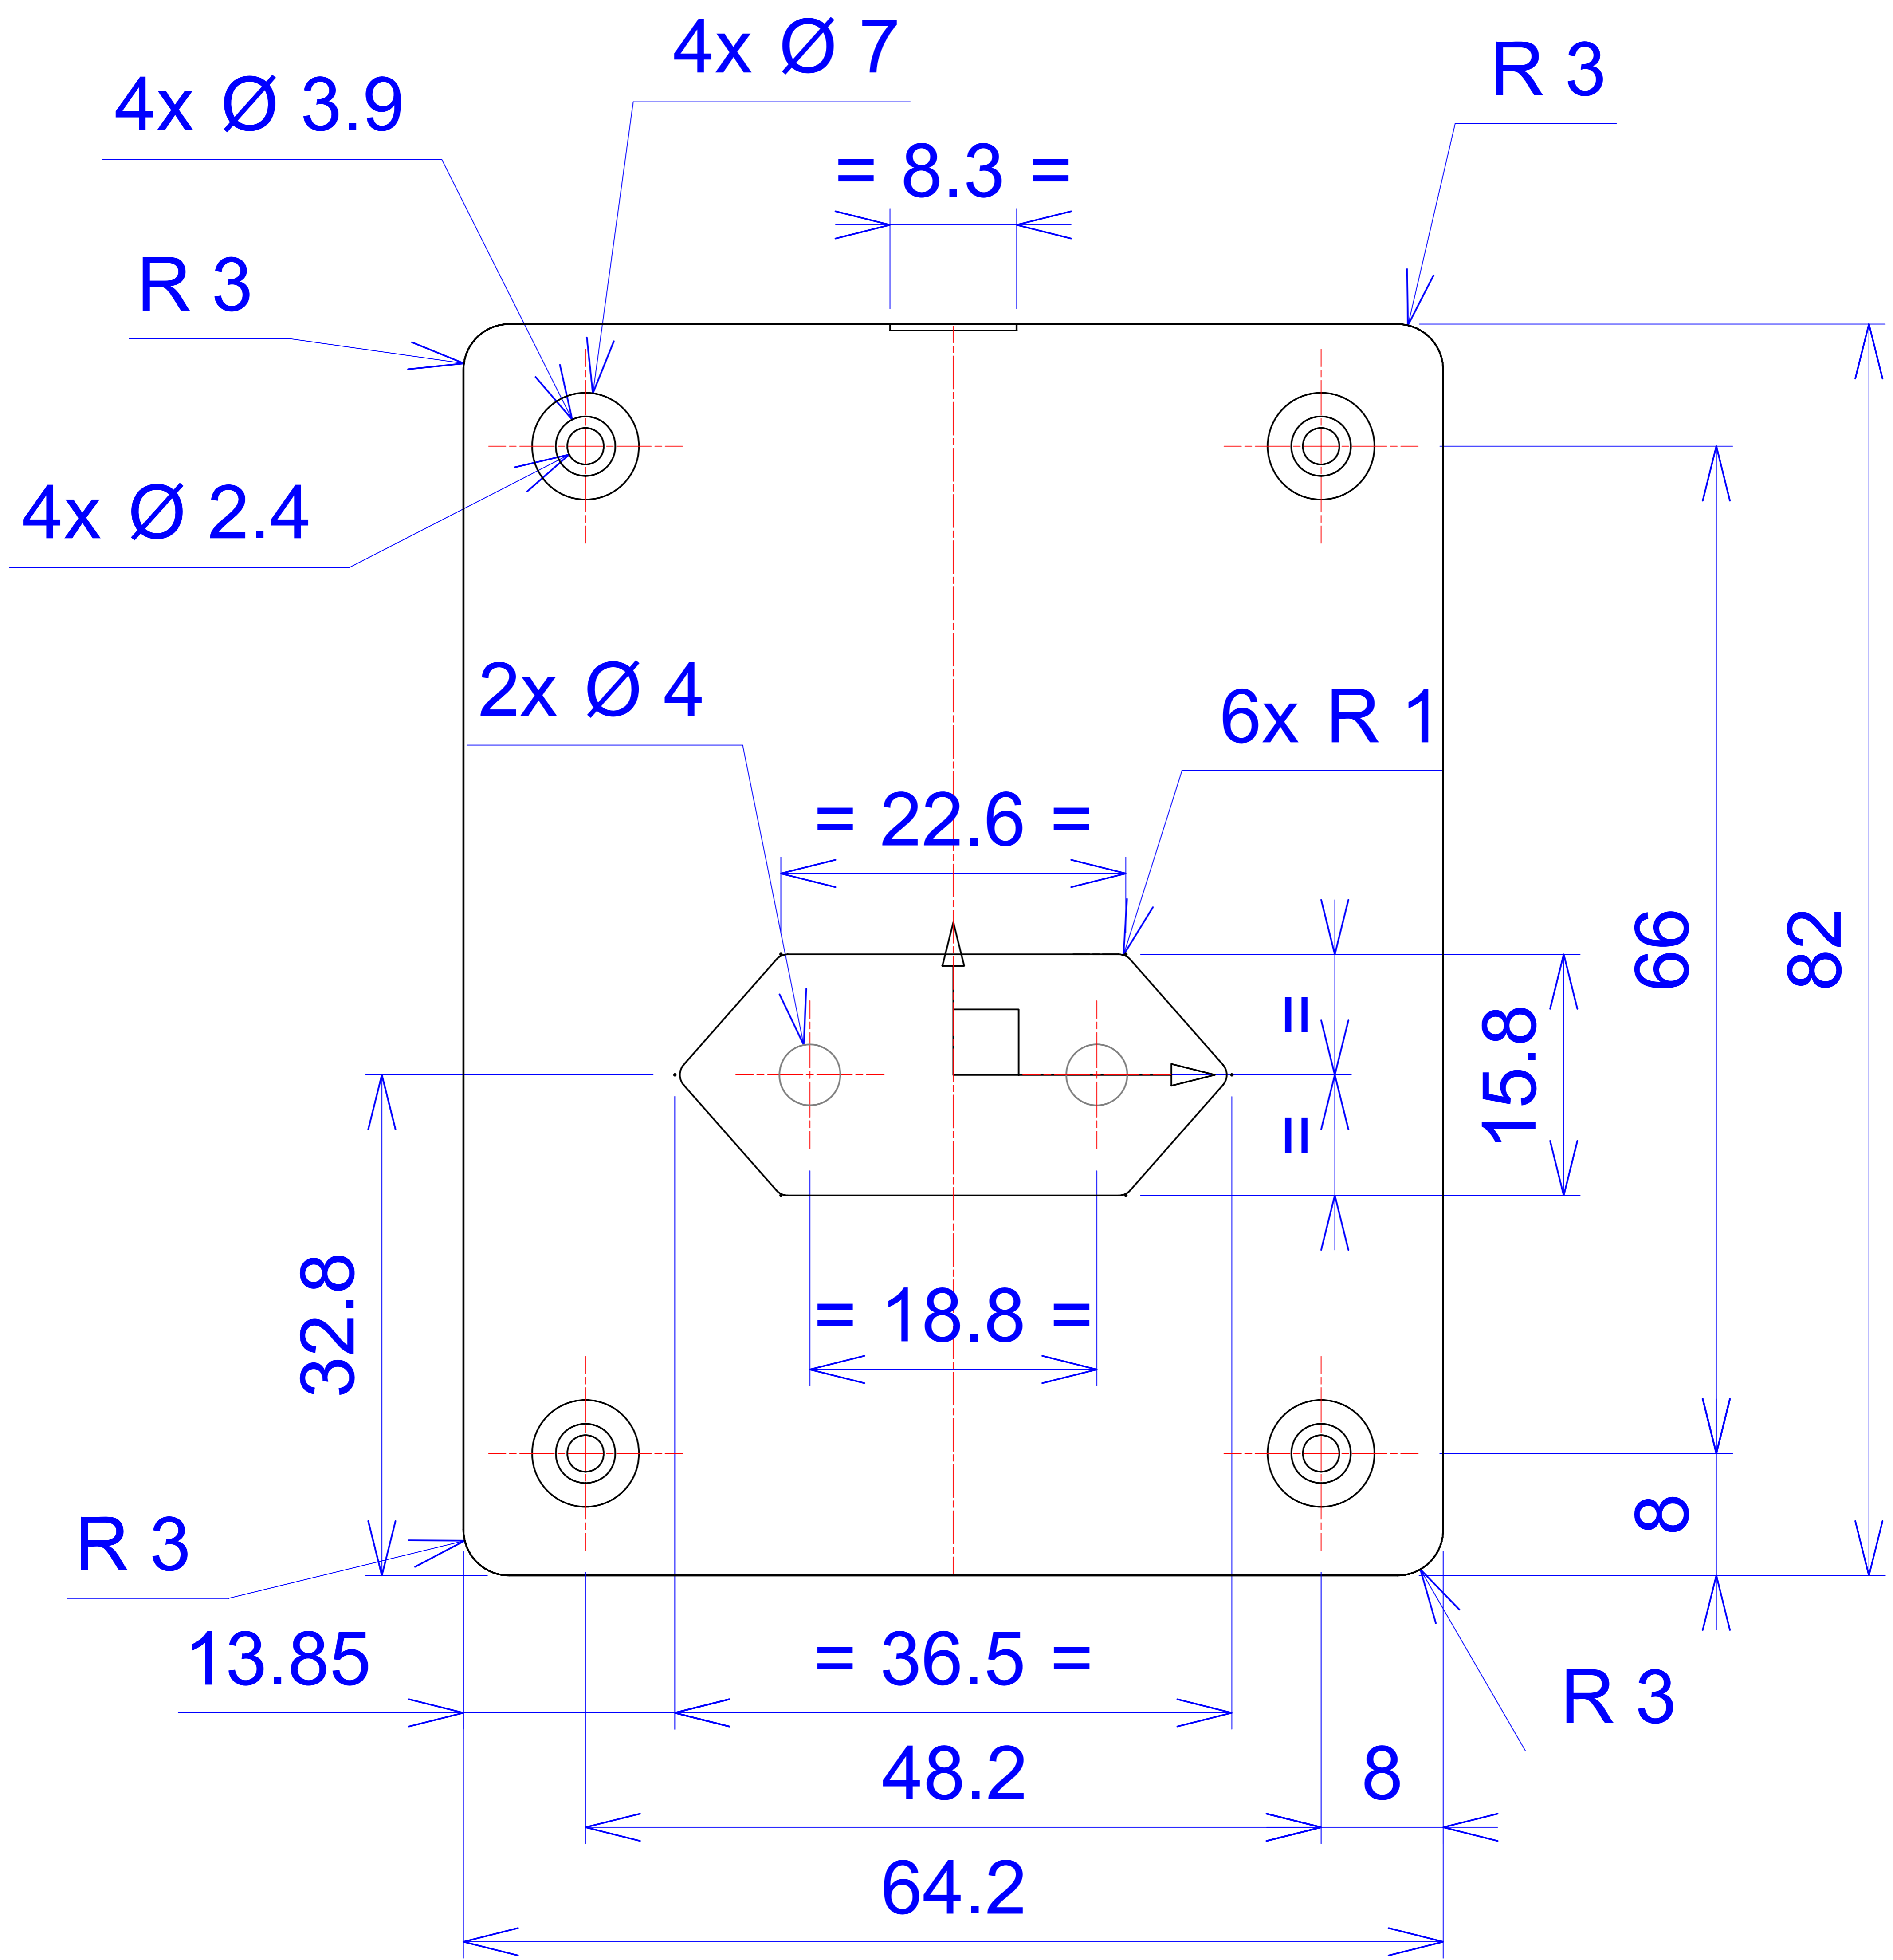 4x Ø 7
R 3
4x Ø 3.9
= 8.3 =
R 3
4x Ø 2.4
2x Ø 4
6x R 1
= 22.6 =
66
82
=
15.8
=
32.8
= 18.8 =
8
R 3
13.85
= 36.5 =
R 3
48.2
8
64.2